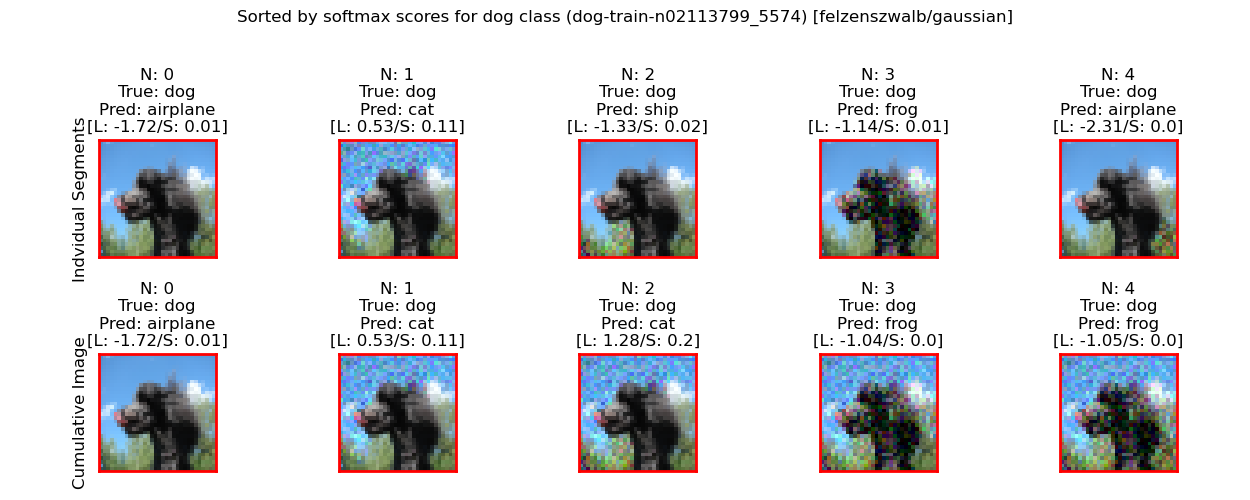 Sorted by softmax scores for dog class (dog-train-n02113799_5574) [felzenszwalb/gaussian]
Indvidual Segments
N: 0
True: dog
Pred: airplane
[L: -1.72/S: 0.01]
N: 1
True: dog
Pred: cat
[L: 0.53/S: 0.11]
N: 2
True: dog
Pred: ship
[L: -1.33/S: 0.02]
N: 3
True: dog
Pred: frog
[L: -1.14/S: 0.01]
N: 4
True: dog
Pred: airplane
[L: -2.31/S: 0.0]
Cumulative Image
N: 0
True: dog
Pred: airplane
[L: -1.72/S: 0.01]
N: 1
True: dog
Pred: cat
[L: 0.53/S: 0.11]
N: 2
True: dog
Pred: cat
[L: 1.28/S: 0.2]
N: 3
True: dog
Pred: frog
[L: -1.04/S: 0.0]
N: 4
True: dog
Pred: frog
[L: -1.05/S: 0.0]